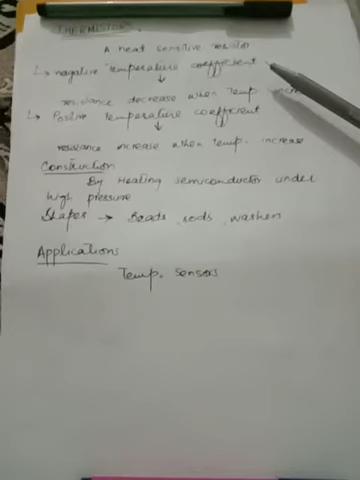 THERMISTOR
A heat sensitive resistor
↳ negative temperature coefficient
↓
resistance decrease when Temp.
↳ Positive temperature coefficient
↓
resistance increase when temp. increase
Construction
By Heating semiconductor under
high pressure
Shapes → Beads, rods, washers
Applications
Temp. sensors